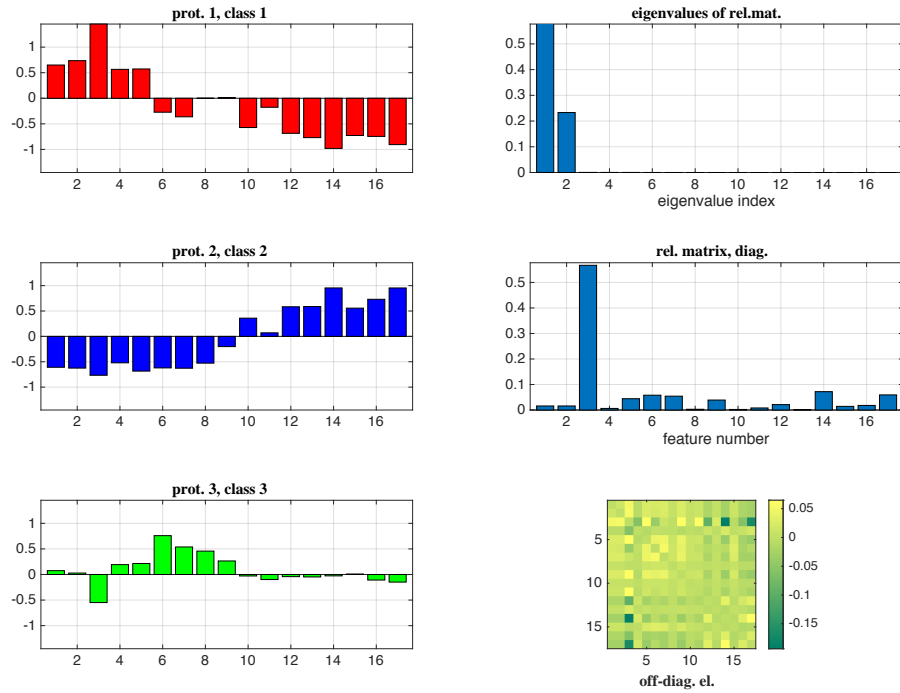 prot. 1, class 1
1
0.5
0
-0.5
-1
2 4 6 8 10 12 14 16
eigenvalues of rel.mat.
0.5
0.4
0.3
0.2
0.1
0
2 4 6 8 10 12 14 16
eigenvalue index
prot. 2, class 2
1
0.5
0
-0.5
-1
2 4 6 8 10 12 14 16
rel. matrix, diag.
0.5
0.4
0.3
0.2
0.1
0
2 4 6 8 10 12 14 16
feature number
prot. 3, class 3
1
0.5
0
-0.5
-1
2 4 6 8 10 12 14 16
5
10
15
5 10 15
0.05
0
-0.05
-0.1
-0.15
off-diag. el.